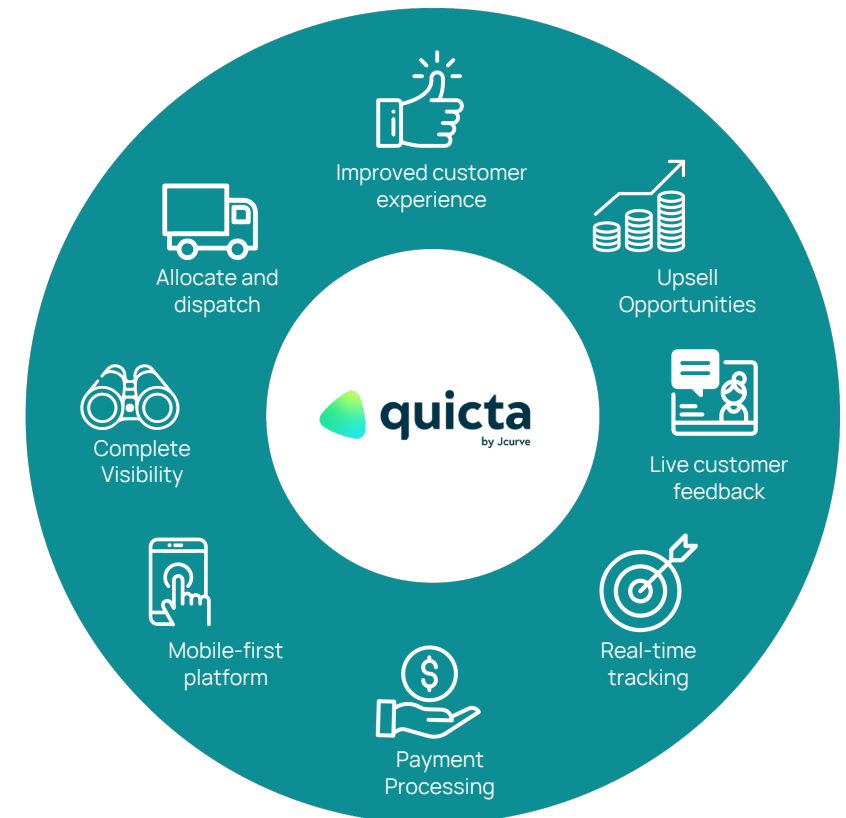 Improved customer
experience
Upsell
Opportunities
Live customer
feedback
Real-time
tracking
Payment
Processing
Mobile-first
platform
Complete
Visibility
Allocate and
dispatch
quicta
by Jcurve